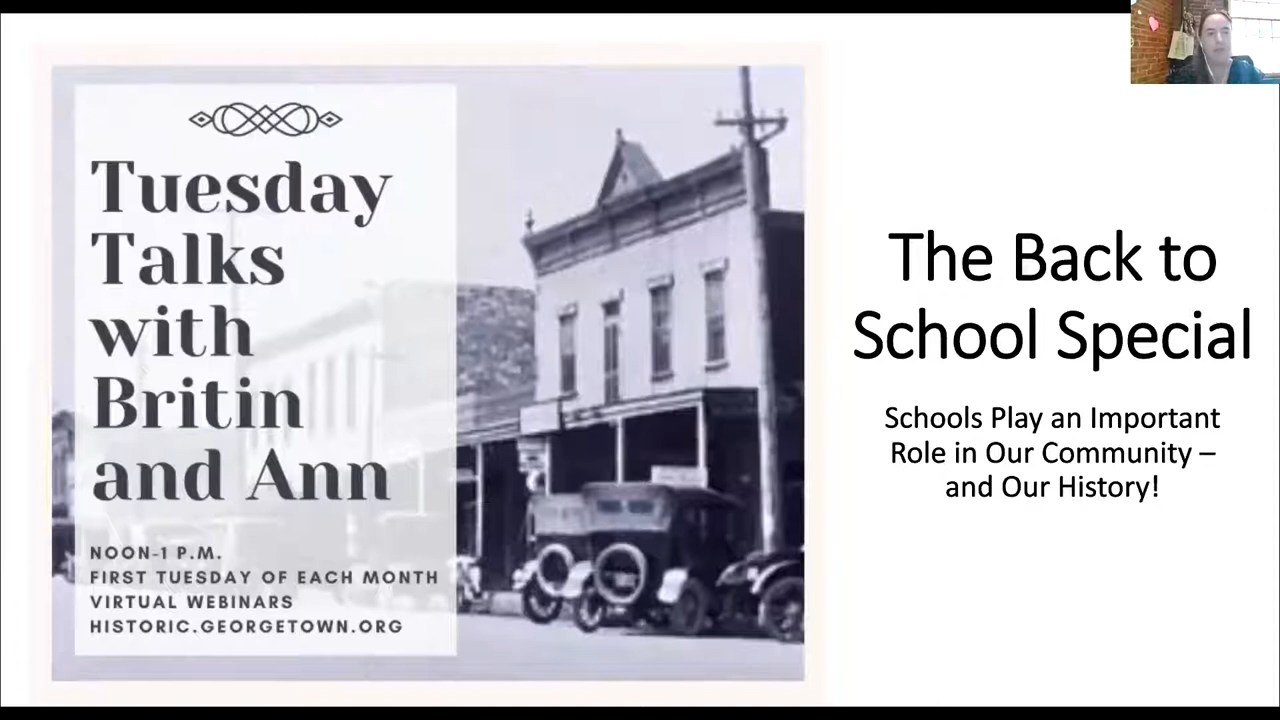 Tuesday
Talks
with
Britin
and Ann
NOON-1 P.M.
FIRST TUESDAY OF EACH MONTH
VIRTUAL WEBINARS
HISTORIC.GEORGETOWN.ORG
The Back to
School Special
Schools Play an Important
Role in Our Community –
and Our History!